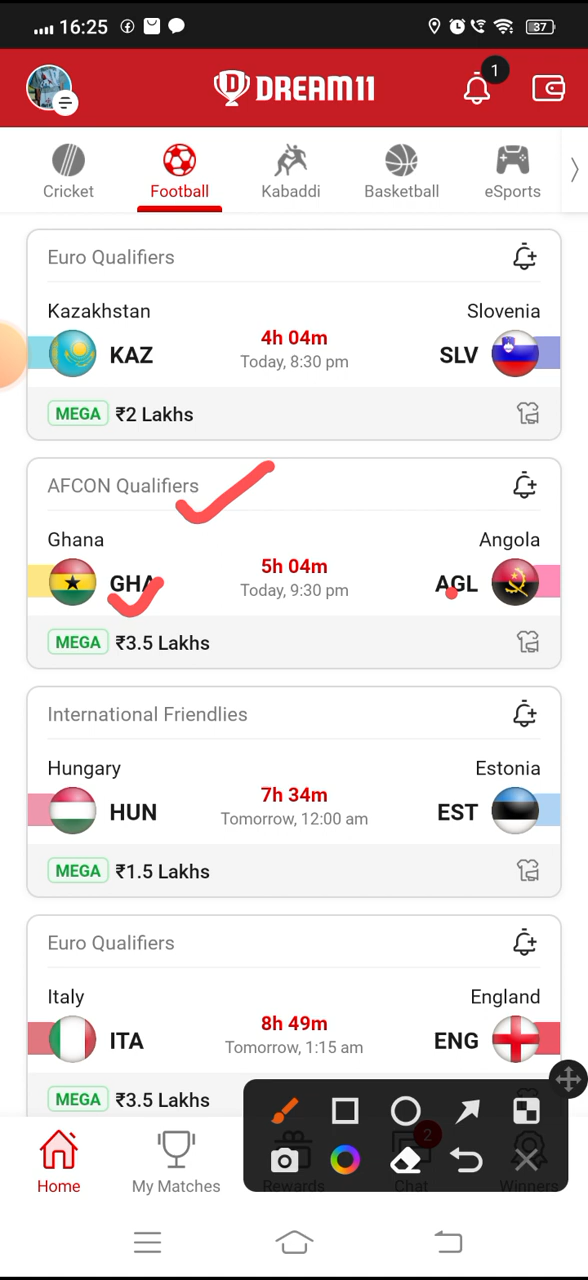 16:25
37
DREAM11
1
Cricket
Football
Kabaddi
Basketball
eSports
Euro Qualifiers
Kazakhstan
Slovenia
KAZ
4h 04m
Today, 8:30 pm
SLV
MEGA ₹2 Lakhs
AFCON Qualifiers
Ghana
Angola
GHA
5h 04m
Today, 9:30 pm
AGL
MEGA ₹3.5 Lakhs
International Friendlies
Hungary
Estonia
HUN
7h 34m
Tomorrow, 12:00 am
EST
MEGA ₹1.5 Lakhs
Euro Qualifiers
Italy
England
ITA
8h 49m
Tomorrow, 1:15 am
ENG
MEGA ₹3.5 Lakhs
2
Home
My Matches
Rewards
Chat
Winners